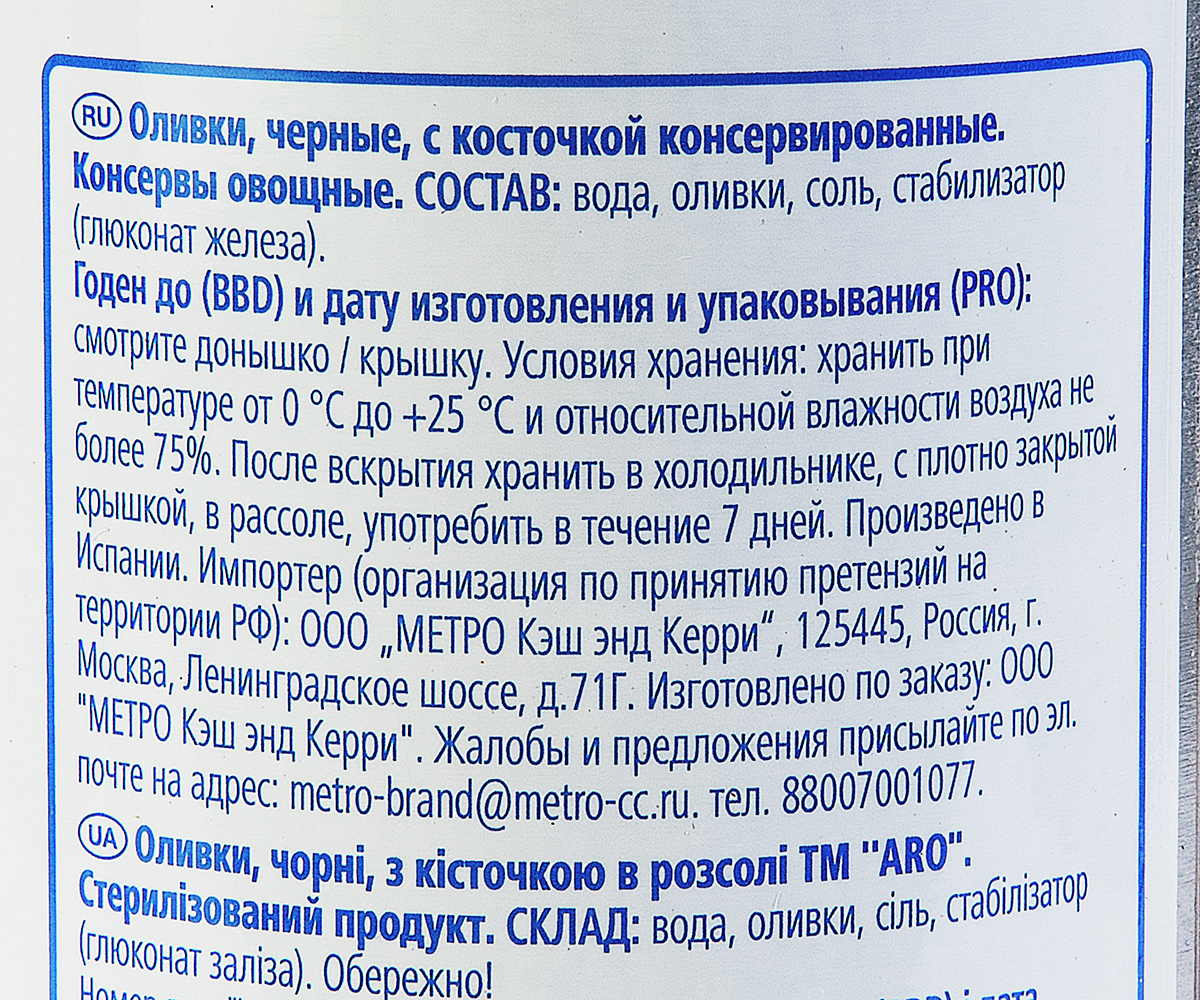 RU Оливки, черные, с косточкой консервированные.
Консервы овощные. СОСТАВ: вода, оливки, соль, стабилизатор
(глюконат железа).
Годен до (BBD) и дату изготовления и упаковывания (PRO):
смотрите донышко / крышку. Условия хранения: хранить при
температуре от 0 °C до +25 °C и относительной влажности воздуха не
более 75%. После вскрытия хранить в холодильнике, с плотно закрытой
крышкой, в рассоле, употребить в течение 7 дней. Произведено в
Испании. Импортер (организация по принятию претензий на
территории РФ): ООО „МЕТРО Кэш энд Керри“, 125445, Россия, г.
Москва, Ленинградское шоссе, д.71Г. Изготовлено по заказу: ООО
"МЕТРО Кэш энд Керри". Жалобы и предложения присылайте по эл.
почте на адрес: metro-brand@metro-cc.ru. тел. 88007001077.
UA Оливки, чорні, з кісточкою в розсолі ТМ "ARO".
Стерилізований продукт. СКЛАД: вода, оливки, сіль, стабілізатор
(глюконат заліза). Обережно!
Номер і дата